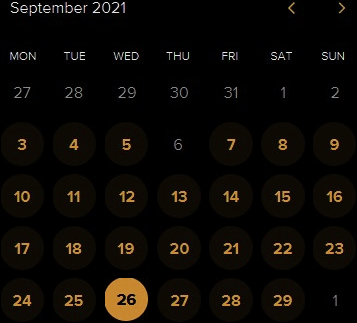 September 2021
MON TUE WED THU FRI SAT SUN
27 28 29 30 31 1 2
3 4 5 6 7 8 9
10 11 12 13 14 15 16
17 18 19 20 21 22 23
24 25 26 27 28 29 1